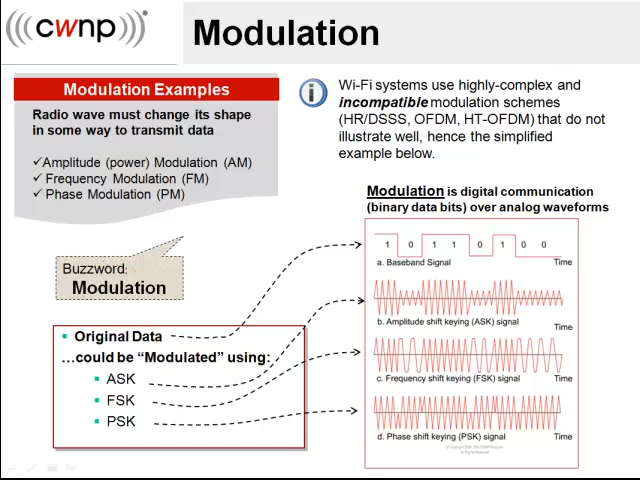 cwnp
Modulation
Modulation Examples
Radio wave must change its shape
in some way to transmit data
✓Amplitude (power) Modulation (AM)
✓Frequency Modulation (FM)
✓Phase Modulation (PM)
Wi-Fi systems use highly-complex and
incompatible modulation schemes
(HR/DSSS, OFDM, HT-OFDM) that do not
illustrate well, hence the simplified
example below.
Modulation is digital communication
(binary data bits) over analog waveforms
Buzzword:
Modulation
Original Data
…could be “Modulated” using:
ASK
FSK
PSK
1 0 1 1 0 1 0 0
a. Baseband Signal Time
b. Amplitude shift keying (ASK) signal
Time
c. Frequency shift keying (FSK) signal Time
d. Phase shift keying (PSK) signal Time